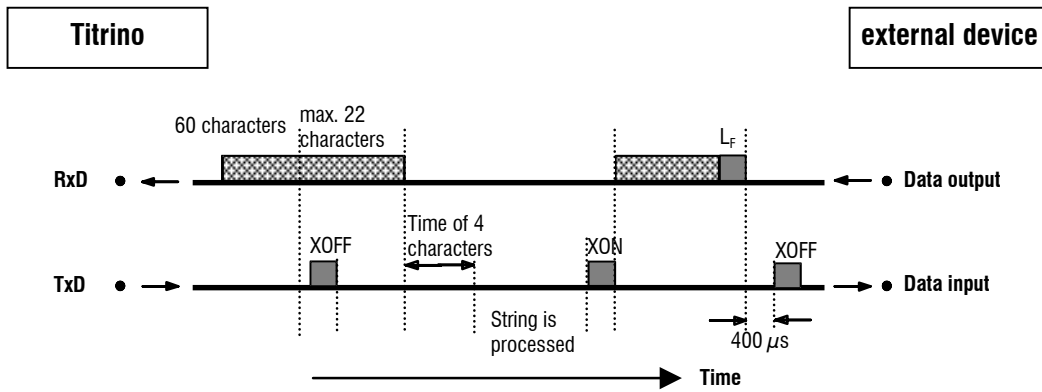 Titrino
external device
60 characters
max. 22
characters
L_F
RxD
Data output
XOFF
Time of 4
characters
XON
XOFF
TxD
Data input
String is
processed
400 µs
Time